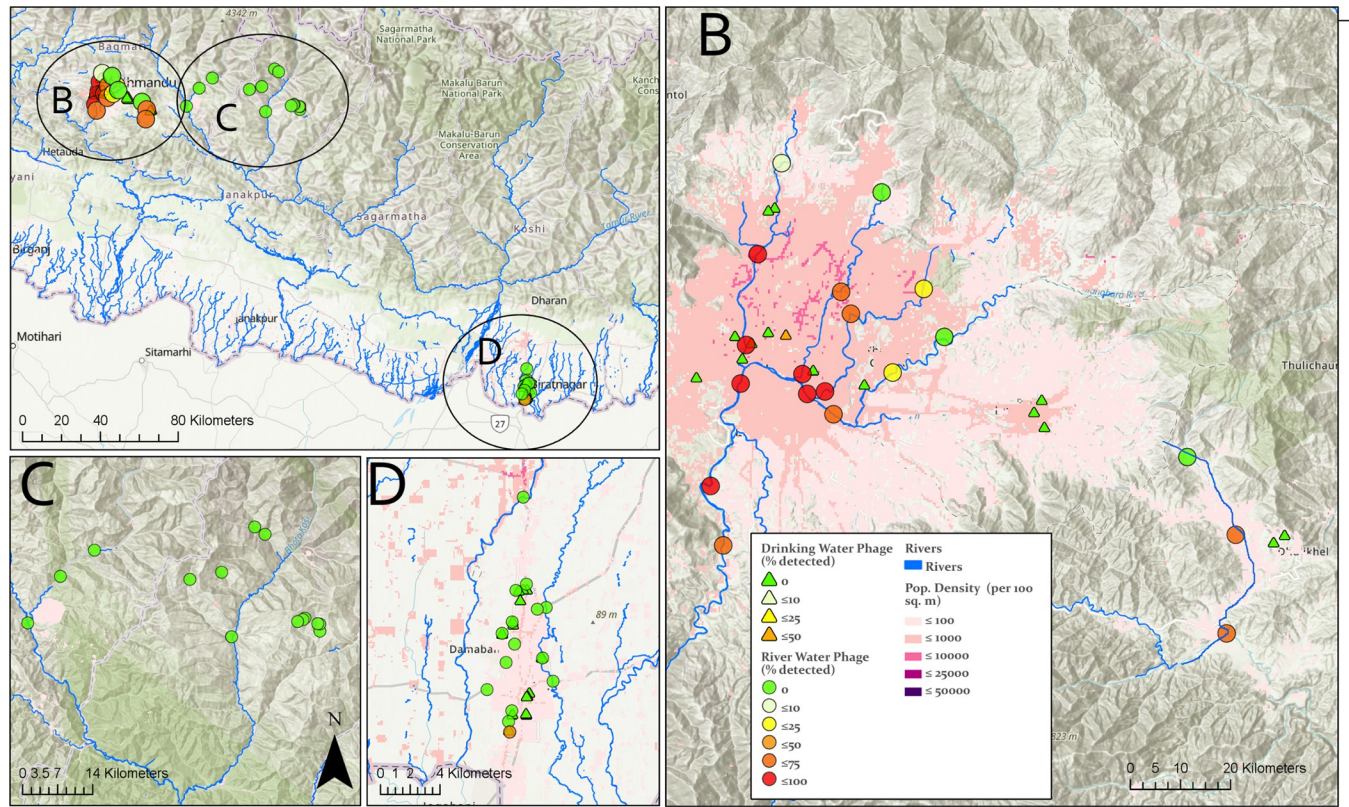 4342 m
Sagarmatha
National Park
Bagmati
Makalu Barun
National Park
B
C
Makalu-Barun
Conservation
Area
Hetauda
Janakpur
Sagarmatha
Koshi
Birganj
Dharan
Janakpur
Motihari
Sitamarhi
D
Biratnagar
27
0 20 40 80 Kilometers
C
N
0 3.5 7 14 Kilometers
D
89 m
0 1 2 4 Kilometers
B
Thulichaur
823 m
Drinking Water Phage
(% detected)
0
≤10
≤25
≤50
River Water Phage
(% detected)
0
≤10
≤25
≤50
≤75
≤100
Rivers
Rivers
Pop. Density (per 100
sq. m)
≤ 100
≤ 1000
≤ 10000
≤ 25000
≤ 50000
0 5 10 20 Kilometers